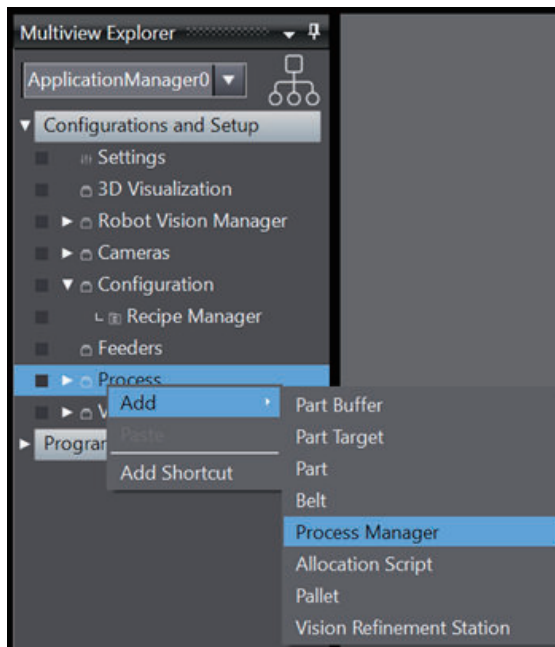 Multiview Explorer
ApplicationManager0
Configurations and Setup
Settings
3D Visualization
Robot Vision Manager
Cameras
Configuration
Recipe Manager
Feeders
Process
Add
Paste
Add Shortcut
V
Program
Part Buffer
Part Target
Part
Belt
Process Manager
Allocation Script
Pallet
Vision Refinement Station